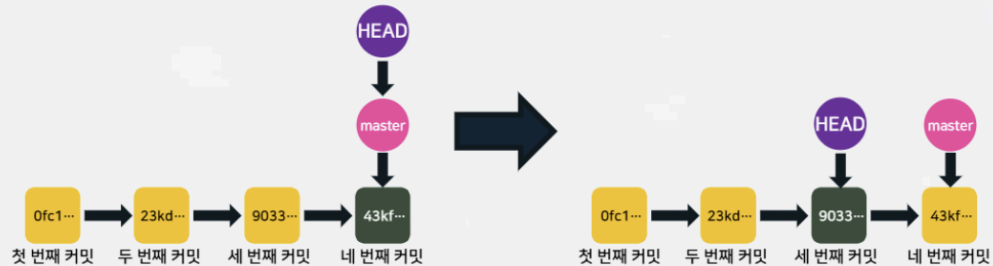 HEAD
master
0fc1⋯
23kd⋯
9033⋯
43kf⋯
첫 번째 커밋
두 번째 커밋
세 번째 커밋
네 번째 커밋
HEAD
master
0fc1⋯
23kd⋯
9033⋯
43kf⋯
첫 번째 커밋
두 번째 커밋
세 번째 커밋
네 번째 커밋